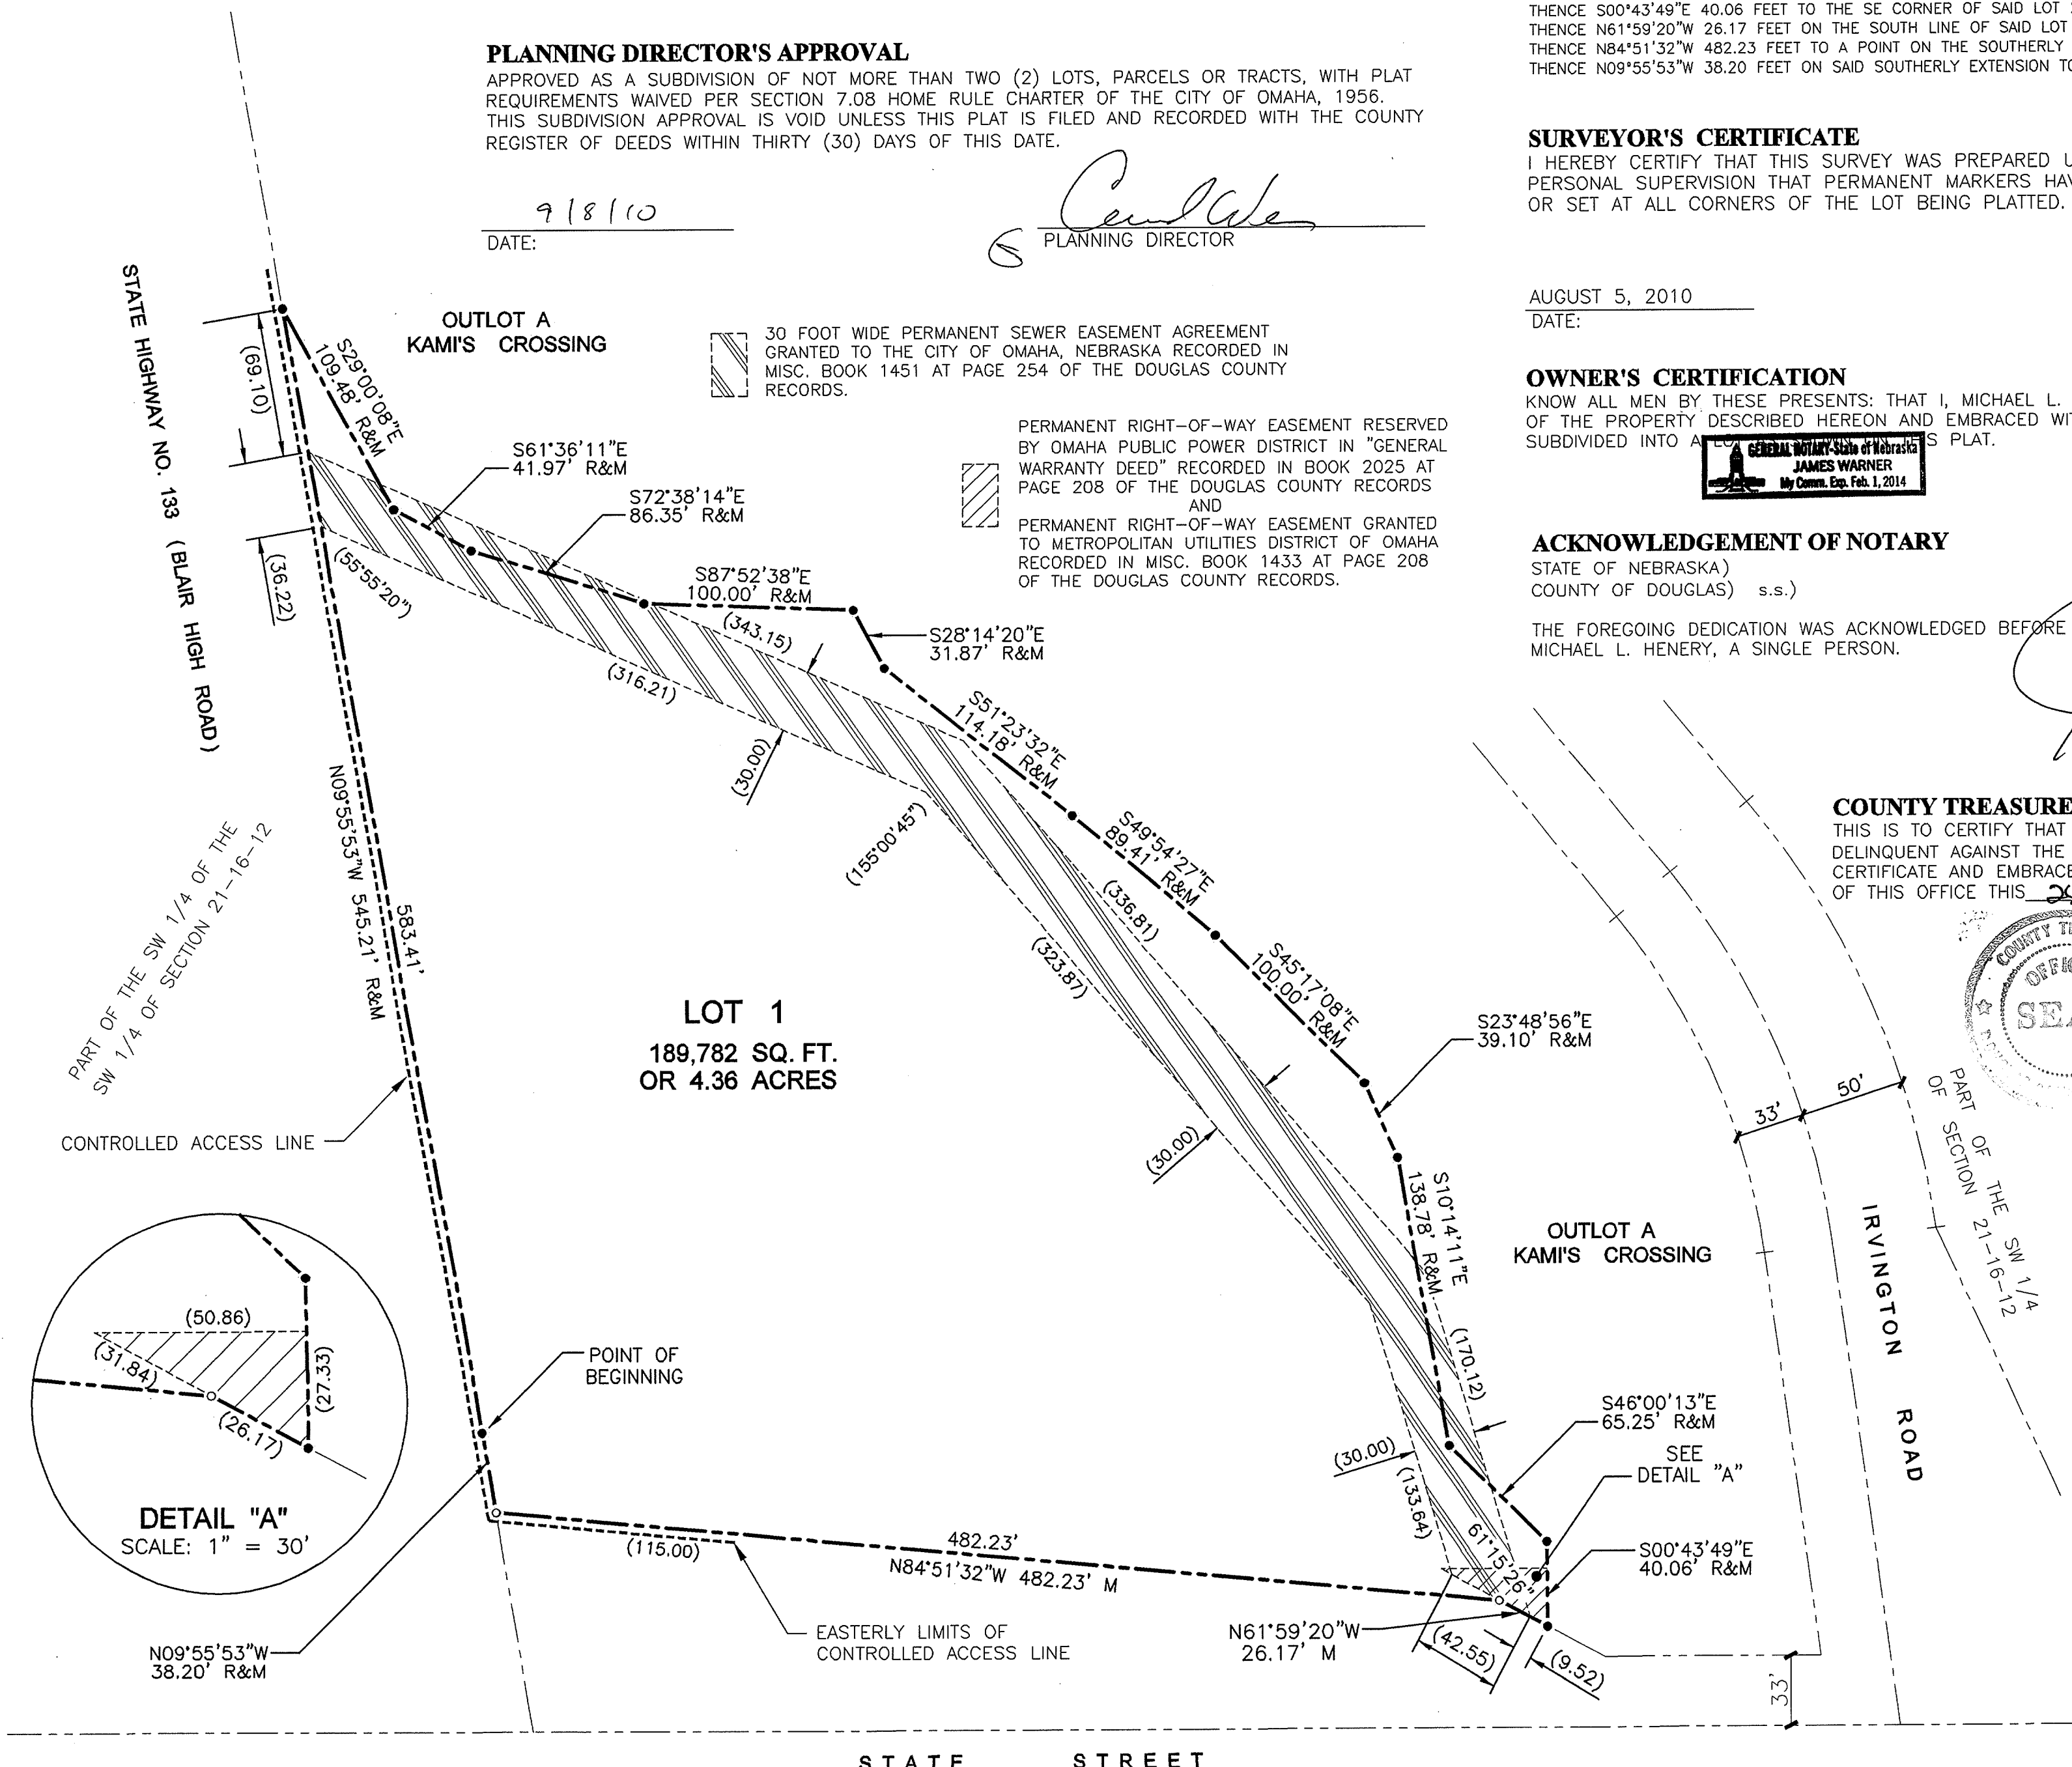 PLANNING DIRECTOR'S APPROVAL
APPROVED AS A SUBDIVISION OF NOT MORE THAN TWO (2) LOTS, PARCELS OR TRACTS, WITH PLAT
REQUIREMENTS WAIVED PER SECTION 7.08 HOME RULE CHARTER OF THE CITY OF OMAHA, 1956.
THIS SUBDIVISION APPROVAL IS VOID UNLESS THIS PLAT IS FILED AND RECORDED WITH THE COUNTY
REGISTER OF DEEDS WITHIN THIRTY (30) DAYS OF THIS DATE.
9/8/10
DATE:
PLANNING DIRECTOR
THENCE S00°43'49"E 40.06 FEET TO THE SE CORNER OF SAID LOT
THENCE N61°59'20"W 26.17 FEET ON THE SOUTH LINE OF SAID LOT
THENCE N84°51'32"W 482.23 FEET TO A POINT ON THE SOUTHERLY
THENCE N09°55'53"W 38.20 FEET ON SAID SOUTHERLY EXTENSION TO
SURVEYOR'S CERTIFICATE
I HEREBY CERTIFY THAT THIS SURVEY WAS PREPARED
PERSONAL SUPERVISION THAT PERMANENT MARKERS
OR SET AT ALL CORNERS OF THE LOT BEING PLATTED.
AUGUST 5, 2010
DATE:
OWNER'S CERTIFICATION
KNOW ALL MEN BY THESE PRESENTS: THAT I, MICHAEL L.
OF THE PROPERTY DESCRIBED HEREON AND EMBRACED
SUBDIVIDED INTO A PLAT.
GENERAL NOTARY-State of Nebraska
JAMES WARNER
My Comm. Exp. Feb. 1, 2014
ACKNOWLEDGEMENT OF NOTARY
STATE OF NEBRASKA)
COUNTY OF DOUGLAS) s.s.)
THE FOREGOING DEDICATION WAS ACKNOWLEDGED BEFORE
MICHAEL L. HENERY, A SINGLE PERSON.
COUNTY
THIS IS TO CERTIFY THAT
DELINQUENT AGAINST THE
CERTIFICATE AND
OF THIS OFFICE THIS
COUNTY
30 FOOT WIDE PERMANENT SEWER EASEMENT AGREEMENT
GRANTED TO THE CITY OF OMAHA, NEBRASKA RECORDED IN
MISC. BOOK 1451 AT PAGE 254 OF THE DOUGLAS COUNTY
RECORDS.
PERMANENT RIGHT-OF-WAY EASEMENT RESERVED
BY OMAHA PUBLIC POWER DISTRICT IN "GENERAL
WARRANTY DEED" RECORDED IN BOOK 2025 AT
PAGE 208 OF THE DOUGLAS COUNTY RECORDS
AND
PERMANENT RIGHT-OF-WAY EASEMENT GRANTED
TO METROPOLITAN UTILITIES DISTRICT OF OMAHA
RECORDED IN MISC. BOOK 1433 AT PAGE 208
OF THE DOUGLAS COUNTY RECORDS.
OUTLOT A
KAMI'S CROSSING
STATE HIGHWAY NO. 133 (BLAIR HIGH ROAD)
(69.10)
S29°00'08"E
109.48' R&M
S61°36'11"E
41.97' R&M
S72°38'14"E
86.35' R&M
(36.22)
(55°55'20")
S87°52'38"E
100.00' R&M
(343.15)
(316.21)
S28°14'20"E
31.87' R&M
S51°23'32"E
114.18' R&M
(30.00)
(155°00'45")
S49°54'27"E
89.41' R&M
(336.81)
(323.87)
S45°17'08"E
100.00' R&M
N09°55'53"W 545.21' R&M
583.41'
PART OF THE SW 1/4 OF THE
SW 1/4 OF SECTION 21-16-12
LOT 1
189,782 SQ. FT.
OR 4.36 ACRES
S23°48'56"E
39.10' R&M
CONTROLLED ACCESS LINE
(30.00)
S10°14'11"E
138.78' R&M
50'
33'
PART OF THE SW 1/4
OF SECTION 21-16-12
IRVINGTON ROAD
OUTLOT A
KAMI'S CROSSING
(50.86)
(31.84)
(27.33)
(26.17)
DETAIL "A"
SCALE: 1" = 30'
POINT OF
BEGINNING
(170.12)
S46°00'13"E
65.25' R&M
SEE
DETAIL "A"
(30.00)
(133.64)
61°15'26"
482.23'
N84°51'32"W 482.23' M
(115.00)
S00°43'49"E
40.06' R&M
EASTERLY LIMITS OF
CONTROLLED ACCESS LINE
N61°59'20"W
26.17' M
(42.55)
(9.52)
N09°55'53"W
38.20' R&M
33'
STATE STREET